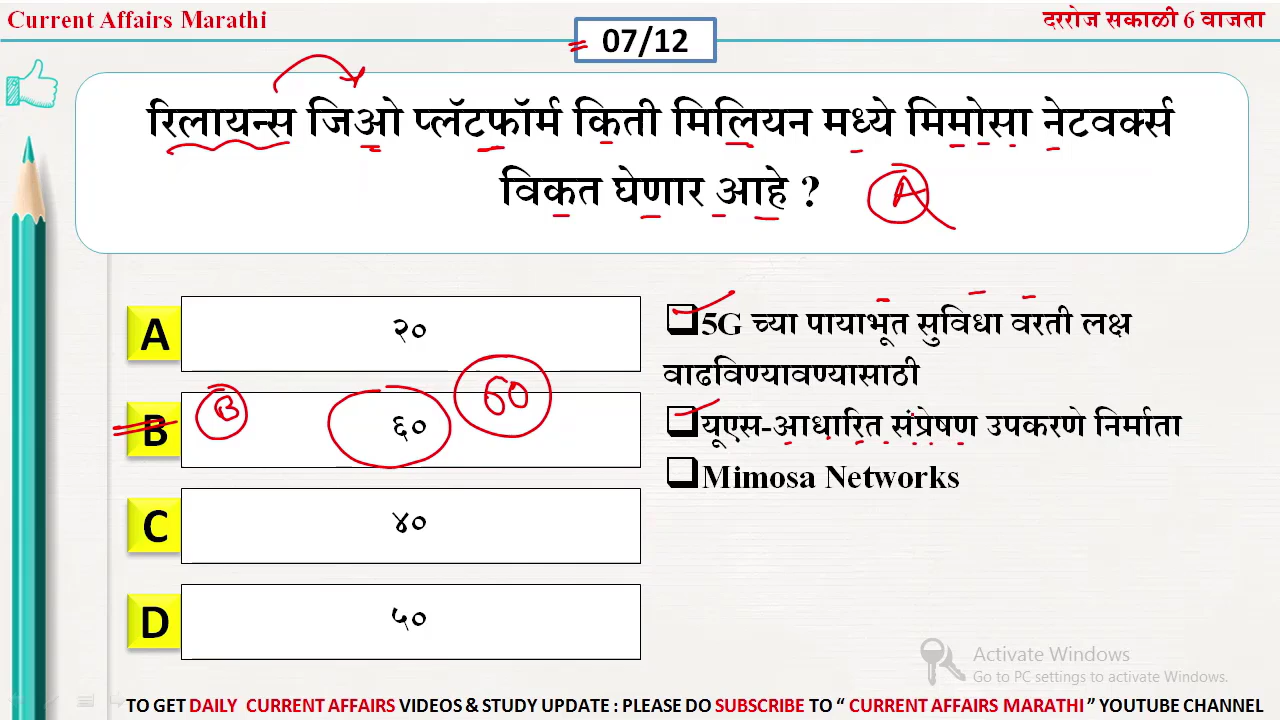 Current Affairs Marathi
07/12
दररोज सकाळी 6 वाजता
रिलायन्स जिओ प्लॅटफॉर्म किती मिलियन मध्ये मिमोसा नेटवर्क्स
विकत घेणार आहे ?
A
A २०
B B ६० 60
C ४०
D ५०
5G च्या पायाभूत सुविधा वरती लक्ष
वाढविण्यावण्यासाठी
यूएस-आधारित संप्रेषण उपकरणे निर्माता
Mimosa Networks
Activate Windows
Go to PC settings to activate Windows.
TO GET DAILY CURRENT AFFAIRS VIDEOS & STUDY UPDATE : PLEASE DO SUBSCRIBE TO “ CURRENT AFFAIRS MARATHI ” YOUTUBE CHANNEL